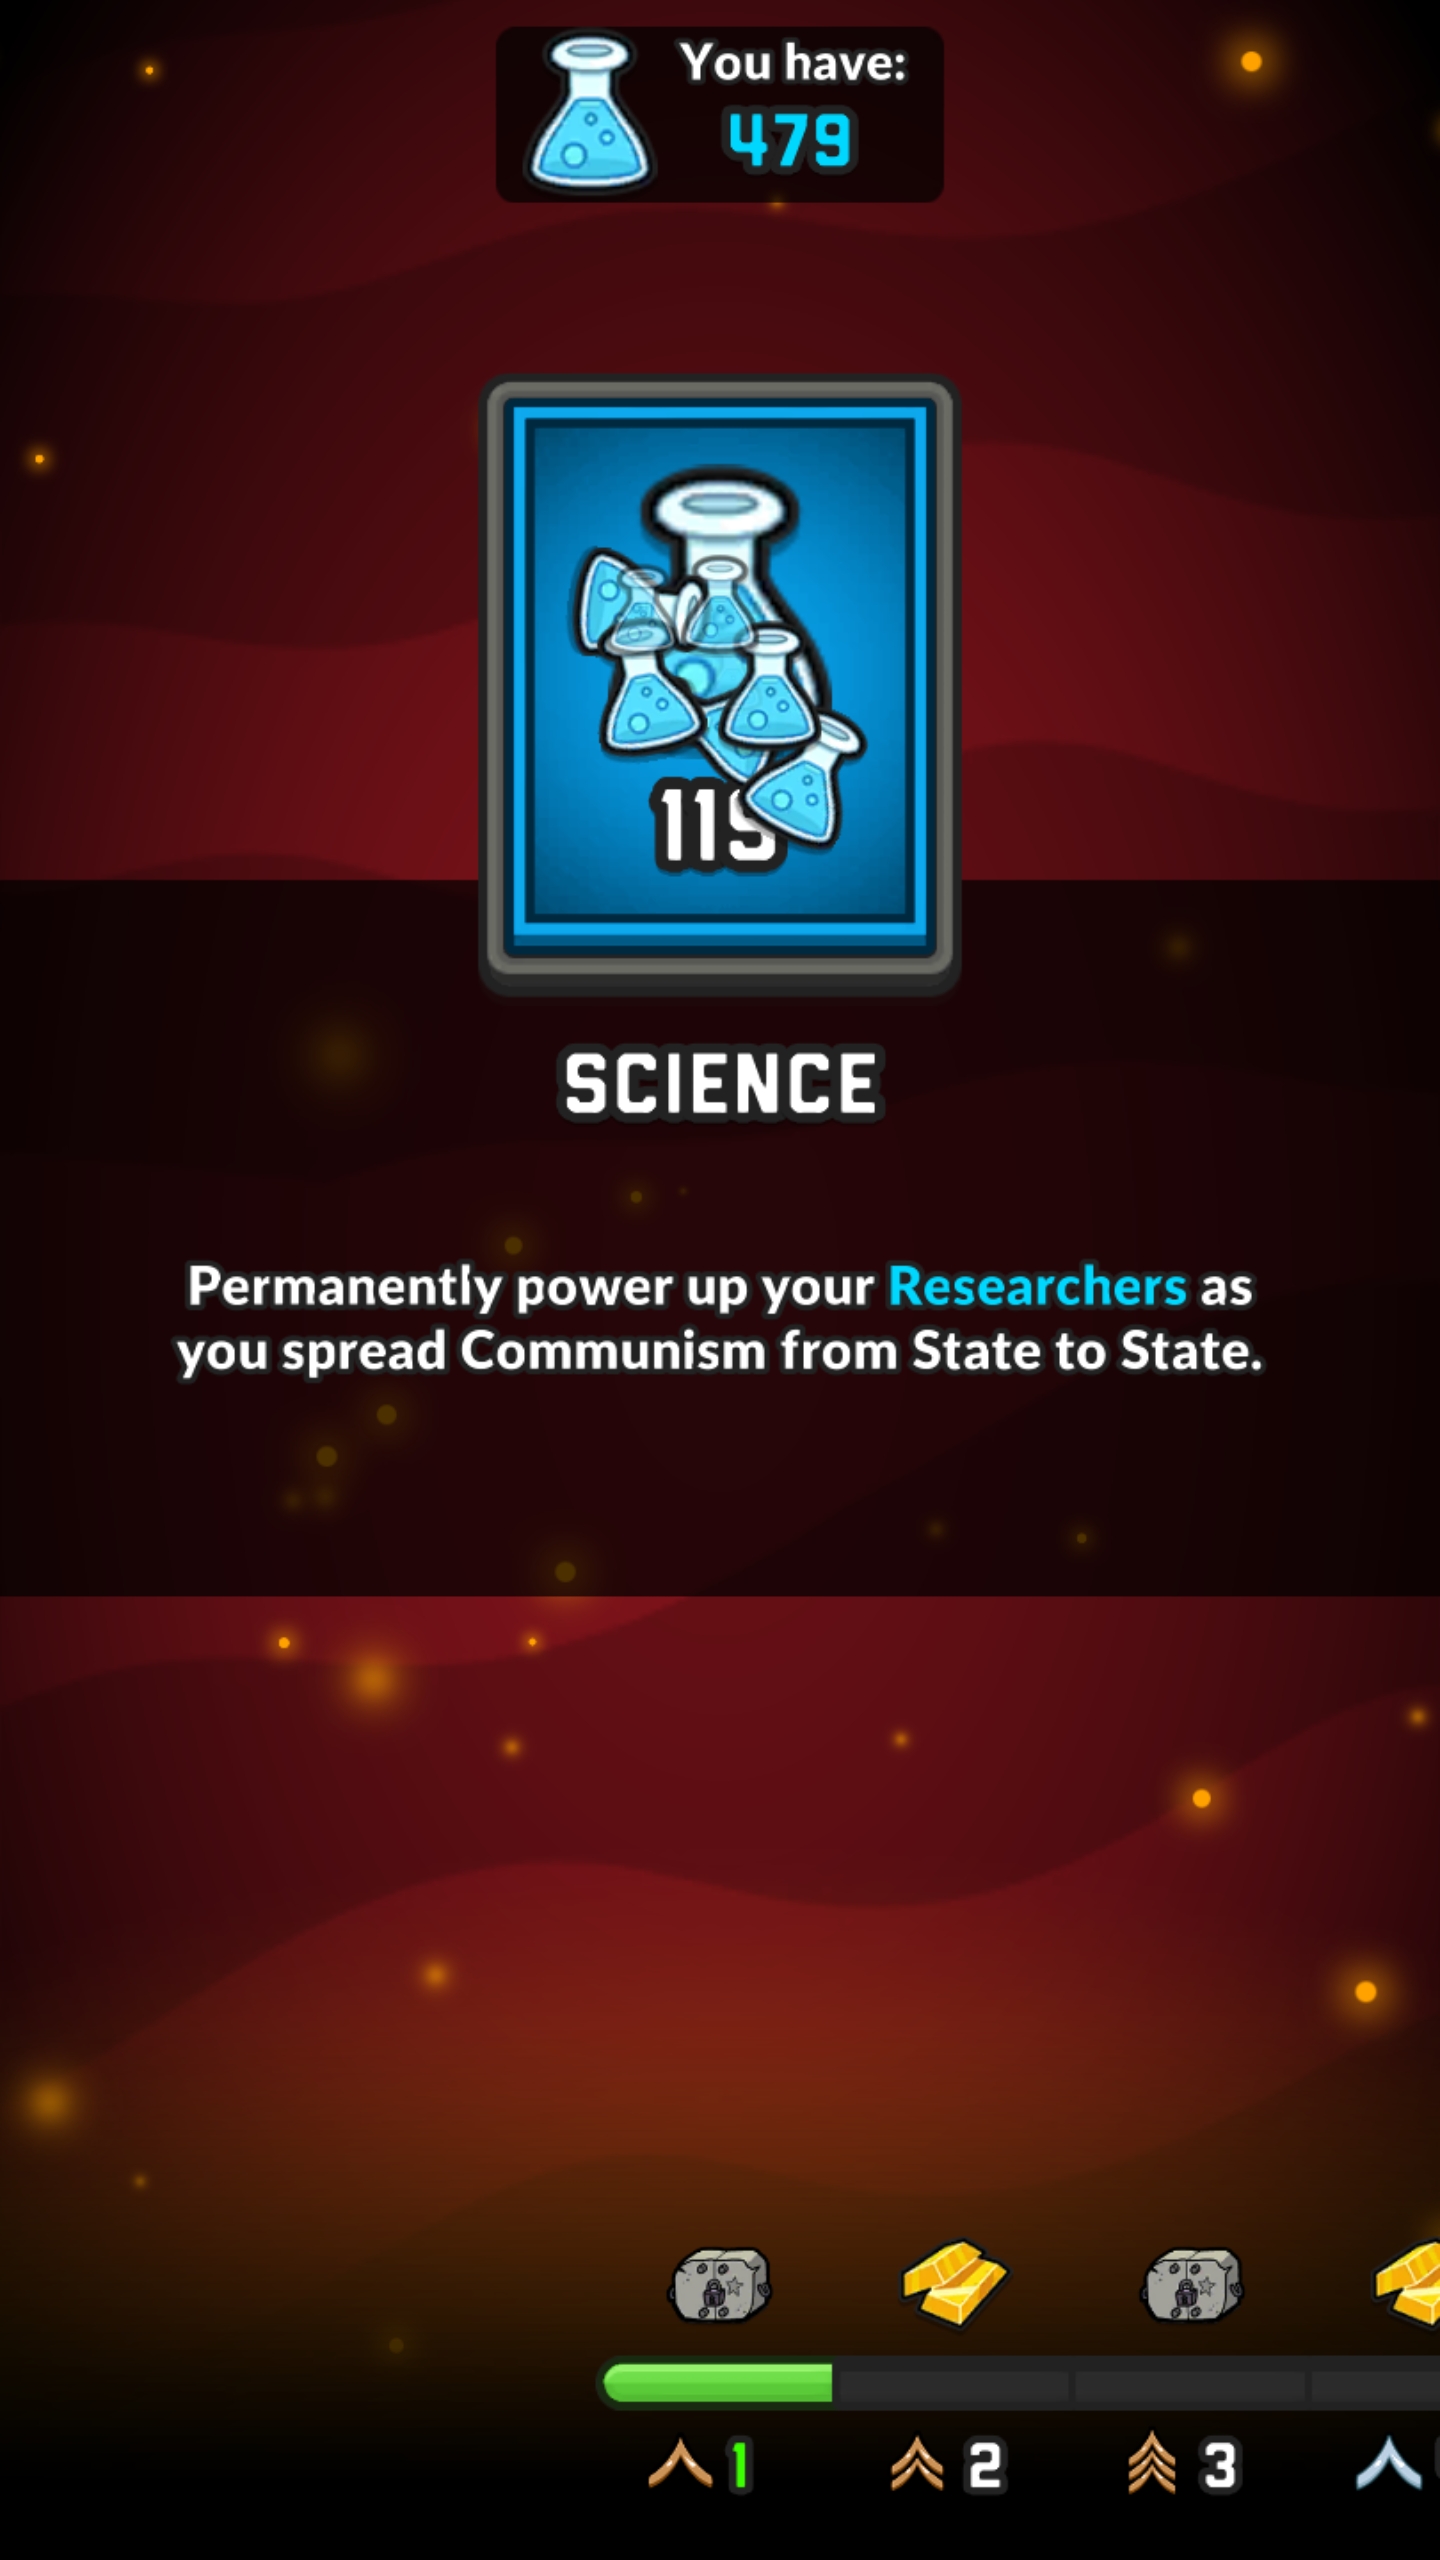 You have:
479
SCIENCE
Permanently power up your Researchers as
you spread Communism from State to State.
1
2
3